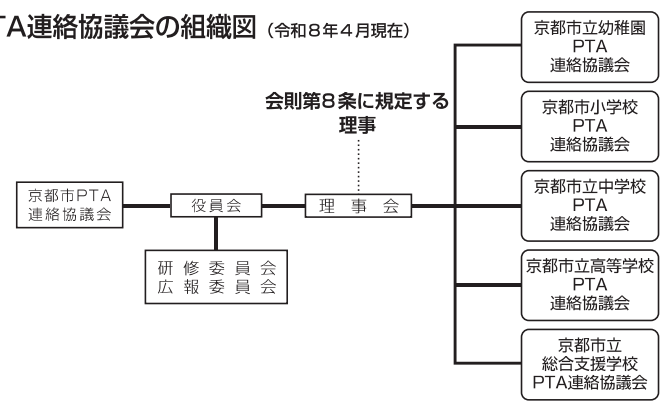 TA連絡協議会の組織図（令和8年4月現在）
会則第8条に規定する
理事
京都市PTA
連絡協議会
役員会
理事会
研修委員会
広報委員会
京都市立幼稚園
PTA
連絡協議会
京都市小学校
PTA
連絡協議会
京都市立中学校
PTA
連絡協議会
京都市立高等学校
PTA
連絡協議会
京都市立
総合支援学校
PTA連絡協議会